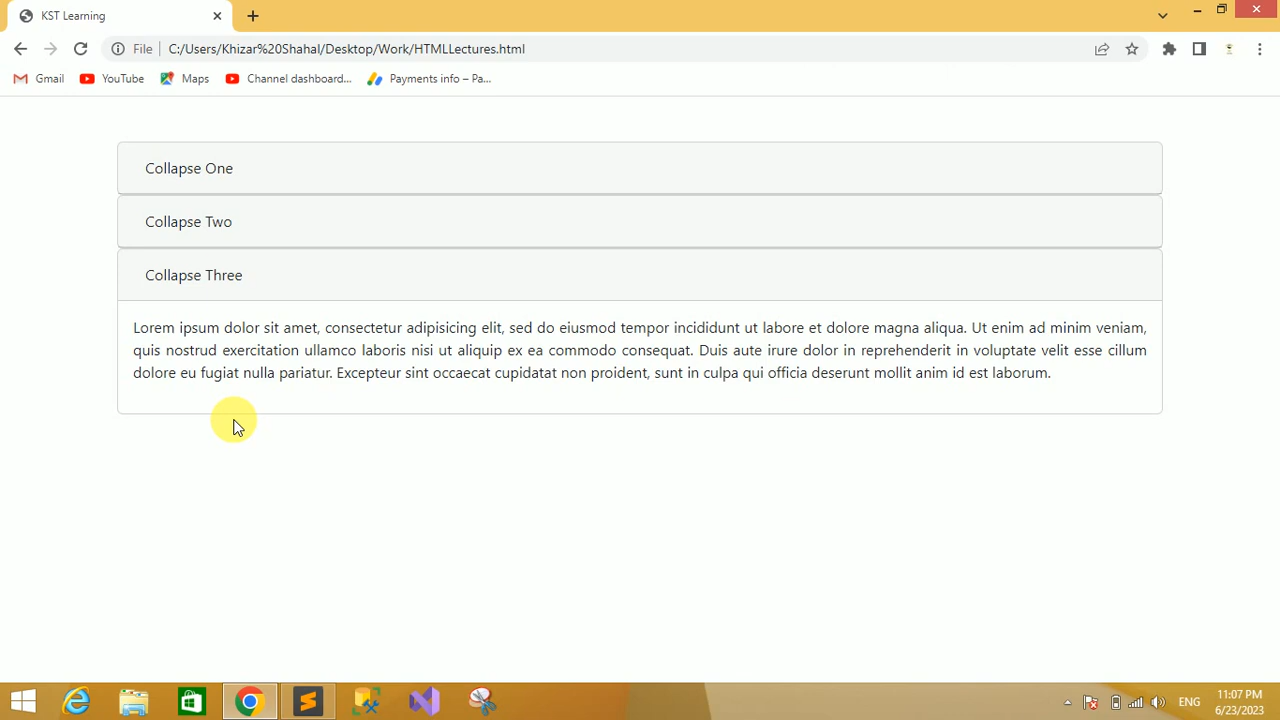 KST Learning
File C:/Users/Khizar%20Shahal/Desktop/Work/HTMLLectures.html
Gmail YouTube Maps Channel dashboard... Payments info – Pa...
Collapse One
Collapse Two
Collapse Three
Lorem ipsum dolor sit amet, consectetur adipisicing elit, sed do eiusmod tempor incididunt ut labore et dolore magna aliqua. Ut enim ad minim veniam,
quis nostrud exercitation ullamco laboris nisi ut aliquip ex ea commodo consequat. Duis aute irure dolor in reprehenderit in voluptate velit esse cillum
dolore eu fugiat nulla pariatur. Excepteur sint occaecat cupidatat non proident, sunt in culpa qui officia deserunt mollit anim id est laborum.
ENG
11:07 PM
6/23/2023